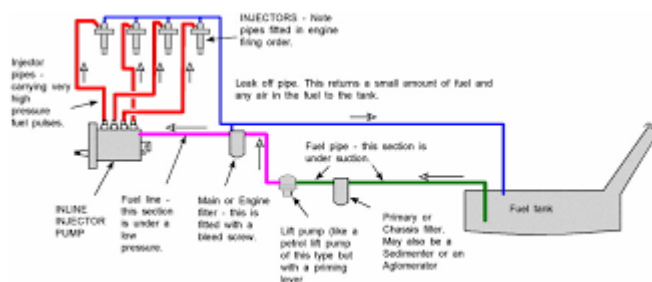 INJECTORS - Note
pipes fitted in engine
firing order.
Injector
pipes -
carrying very
high
pressure
fuel pulses.
Leak off pipe. This returns a small amount of fuel and
any air in the fuel to the tank.
Fuel pipe - this section is
under suction.
Fuel tank
INLINE
INJECTOR
PUMP
Fuel line -
this section
is under a
low
pressure.
Main or Engine
filter - this is
fitted with a
bleed screw.
Lift pump (like a
petrol lift pump
of this type but
with a priming
lever
Primary or
Chassis filter.
May also be a
Sedimenter or an
Aglomerator